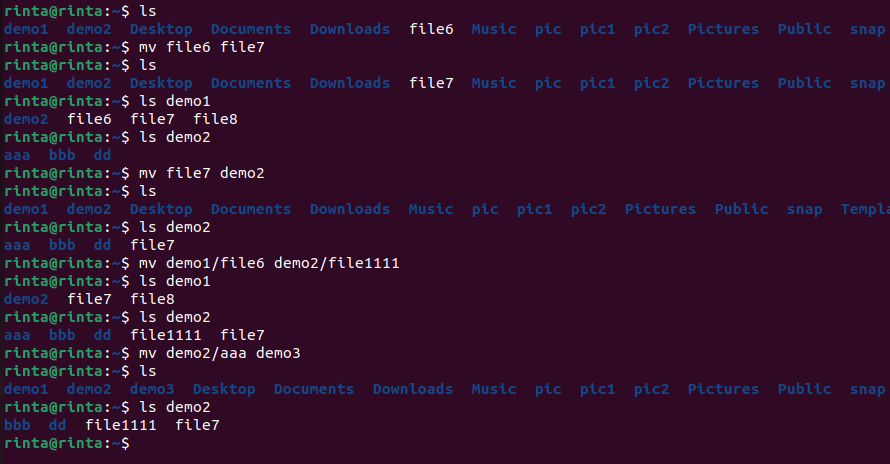 rinta@rinta:~$ ls
demo1  demo2  Desktop  Documents  Downloads  file6  Music  pic  pic1  pic2  Pictures  Public  snap
rinta@rinta:~$ mv file6 file7
rinta@rinta:~$ ls
demo1  demo2  Desktop  Documents  Downloads  file7  Music  pic  pic1  pic2  Pictures  Public  snap
rinta@rinta:~$ ls demo1
demo2  file6  file7  file8
rinta@rinta:~$ ls demo2
aaa  bbb  dd
rinta@rinta:~$ mv file7 demo2
rinta@rinta:~$ ls
demo1  demo2  Desktop  Documents  Downloads  Music  pic  pic1  pic2  Pictures  Public  snap  Templa
rinta@rinta:~$ ls demo2
aaa  bbb  dd  file7
rinta@rinta:~$ mv demo1/file6 demo2/file1111
rinta@rinta:~$ ls demo1
demo2  file7  file8
rinta@rinta:~$ ls demo2
aaa  bbb  dd  file1111  file7
rinta@rinta:~$ mv demo2/aaa demo3
rinta@rinta:~$ ls
demo1  demo2  demo3  Desktop  Documents  Downloads  Music  pic  pic1  pic2  Pictures  Public  snap
rinta@rinta:~$ ls demo2
bbb  dd  file1111  file7
rinta@rinta:~$